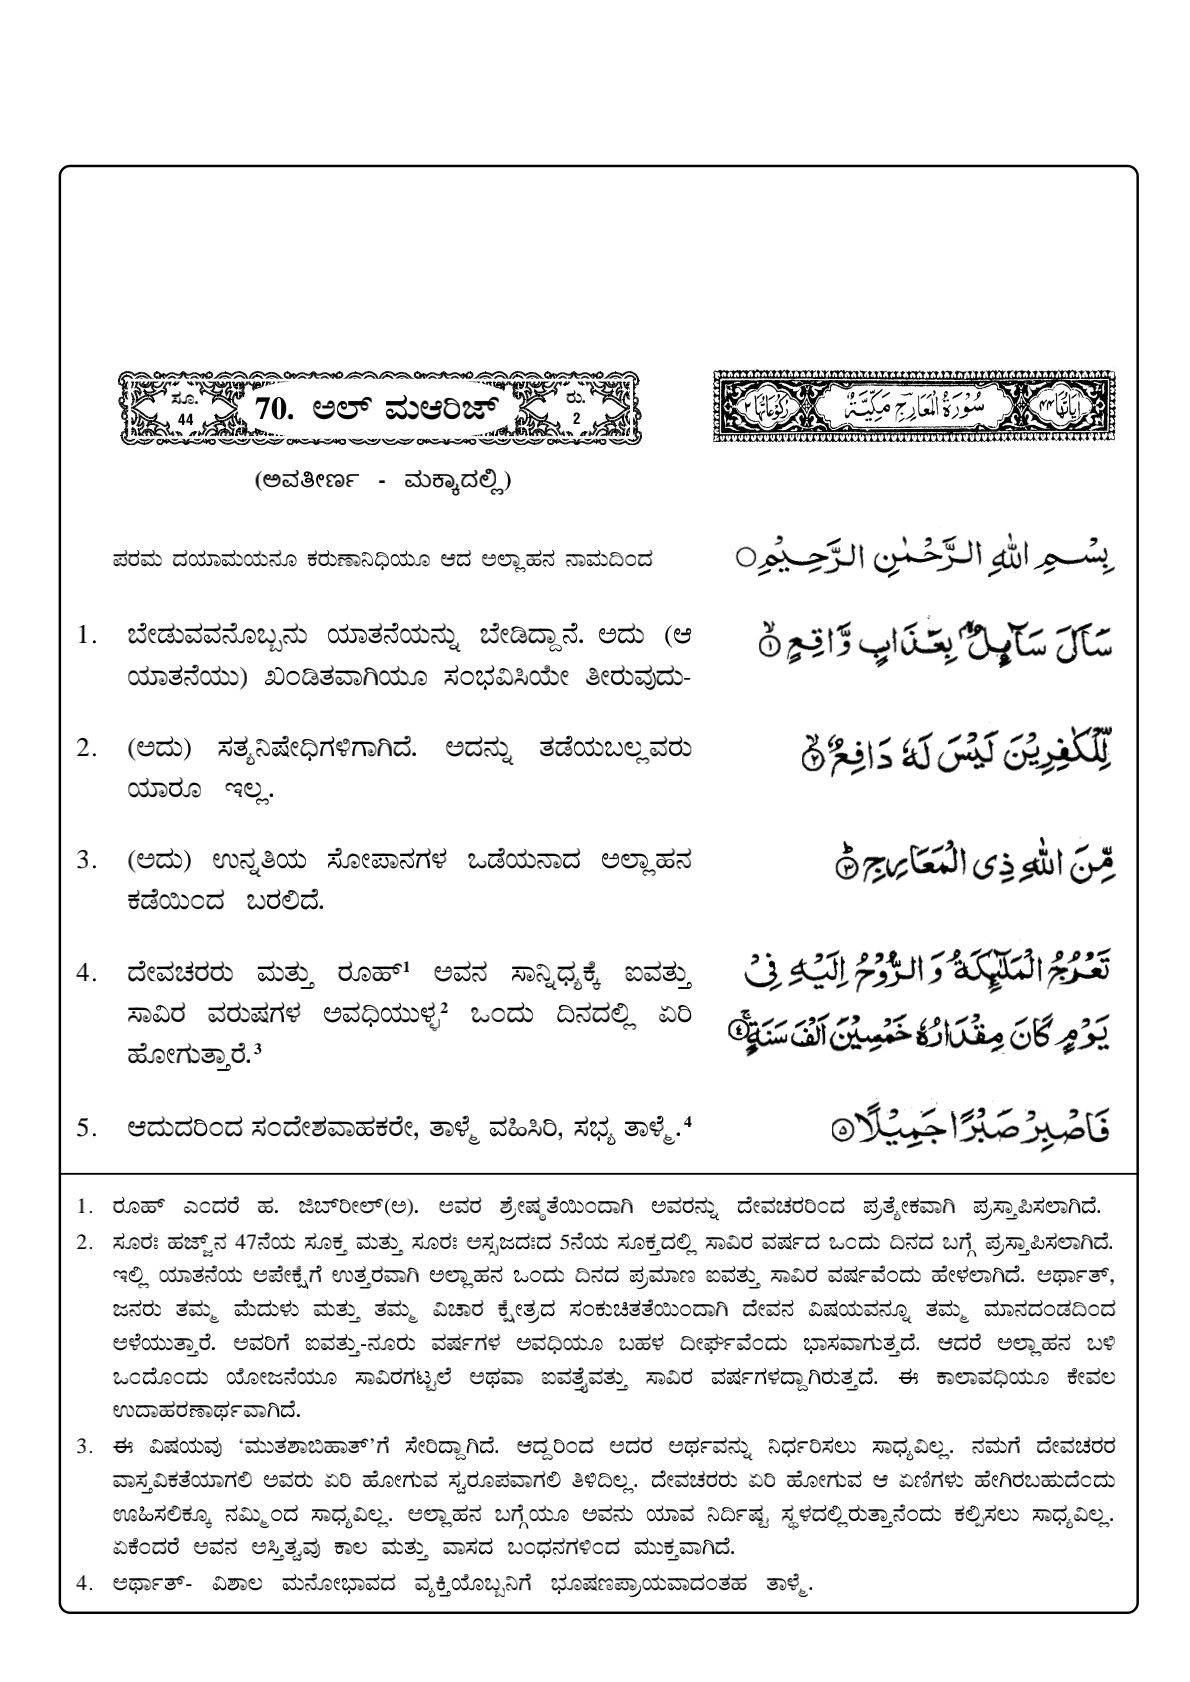 ಸೂ.
44
70. ಅಲ್ ಮಆರಿಜ್
ರು.
2
اٰیَاتُهَا ٤٤
سُوْرَةُ الْمَعَارِجِ مَكِّیَّةٌ
رُكُوْعَاتُهَا ٢
(ಅವತೀರ್ಣ - ಮಕ್ಕಾದಲ್ಲಿ)
ಪರಮ ದಯಾಮಯನೂ ಕರುಣಾನಿಧಿಯೂ ಆದ ಅಲ್ಲಾಹನ ನಾಮದಿಂದ
بِسْمِ اللّٰهِ الرَّحْمٰنِ الرَّحِیْمِ○
1. ಬೇಡುವವನೊಬ್ಬನು ಯಾತನೆಯನ್ನು ಬೇಡಿದ್ದಾನೆ. ಅದು (ಆ
ಯಾತನೆಯು) ಖಂಡಿತವಾಗಿಯೂ ಸಂಭವಿಸಿಯೇ ತೀರುವುದು-
سَاَلَ سَآىِٕلٌۢ بِعَذَابٍ وَّاقِعٍۙ۝۱
2. (ಅದು) ಸತ್ಯನಿಷೇಧಿಗಳಿಗಾಗಿದೆ. ಅದನ್ನು ತಡೆಯಬಲ್ಲವರು
ಯಾರೂ ಇಲ್ಲ.
لِّلْكٰفِرِیْنَ لَیْسَ لَهٗ دَافِعٌۙ۝۲
3. (ಅದು) ಉನ್ನತಿಯ ಸೋಪಾನಗಳ ಒಡೆಯನಾದ ಅಲ್ಲಾಹನ
ಕಡೆಯಿಂದ ಬರಲಿದೆ.
مِّنَ اللّٰهِ ذِی الْمَعَارِجِؕ۝۳
4. ದೇವಚರರು ಮತ್ತು ರೂಹ್¹ ಅವನ ಸಾನ್ನಿಧ್ಯಕ್ಕೆ ಐವತ್ತು
ಸಾವಿರ ವರುಷಗಳ ಅವಧಿಯುಳ್ಳ² ಒಂದು ದಿನದಲ್ಲಿ ಏರಿ
ಹೋಗುತ್ತಾರೆ.³
تَعْرُجُ الْمَلٰٓىِٕكَةُ وَالرُّوْحُ اِلَیْهِ فِیْ
یَوْمٍ كَانَ مِقْدَارُهٗ خَمْسِیْنَ اَلْفَ سَنَةٍۚ۝۴
5. ಆದುದರಿಂದ ಸಂದೇಶವಾಹಕರೇ, ತಾಳ್ಮೆ ವಹಿಸಿರಿ, ಸಭ್ಯ ತಾಳ್ಮೆ.⁴
فَاصْبِرْ صَبْرًا جَمِیْلًا۝۵
1. ರೂಹ್ ಎಂದರೆ ಹ. ಜಿಬ್‌ರೀಲ್(ಅ). ಅವರ ಶ್ರೇಷ್ಠತೆಯಿಂದಾಗಿ ಅವರನ್ನು ದೇವಚರರಿಂದ ಪ್ರತ್ಯೇಕವಾಗಿ ಪ್ರಸ್ತಾಪಿಸಲಾಗಿದೆ.
2. ಸೂರಃ ಹಜ್ಜ್‌ನ 47ನೆಯ ಸೂಕ್ತ ಮತ್ತು ಸೂರಃ ಅಸ್ಸಜದಃದ 5ನೆಯ ಸೂಕ್ತದಲ್ಲಿ ಸಾವಿರ ವರ್ಷದ ಒಂದು ದಿನದ ಬಗ್ಗೆ ಪ್ರಸ್ತಾಪಿಸಲಾಗಿದೆ.
ಇಲ್ಲಿ ಯಾತನೆಯ ಅಪೇಕ್ಷೆಗೆ ಉತ್ತರವಾಗಿ ಅಲ್ಲಾಹನ ಒಂದು ದಿನದ ಪ್ರಮಾಣ ಐವತ್ತು ಸಾವಿರ ವರ್ಷವೆಂದು ಹೇಳಲಾಗಿದೆ. ಅರ್ಥಾತ್,
ಜನರು ತಮ್ಮ ಮೆದುಳು ಮತ್ತು ತಮ್ಮ ವಿಚಾರ ಕ್ಷೇತ್ರದ ಸಂಕುಚಿತತೆಯಿಂದಾಗಿ ದೇವನ ವಿಷಯವನ್ನೂ ತಮ್ಮ ಮಾನದಂಡದಿಂದ
ಅಳೆಯುತ್ತಾರೆ. ಅವರಿಗೆ ಐವತ್ತು-ನೂರು ವರ್ಷಗಳ ಅವಧಿಯೂ ಬಹಳ ದೀರ್ಘವೆಂದು ಭಾಸವಾಗುತ್ತದೆ. ಆದರೆ ಅಲ್ಲಾಹನ ಬಳಿ
ಒಂದೊಂದು ಯೋಜನೆಯೂ ಸಾವಿರಗಟ್ಟಲೆ ಅಥವಾ ಐವತ್ತೈವತ್ತು ಸಾವಿರ ವರ್ಷಗಳದ್ದಾಗಿರುತ್ತದೆ. ಈ ಕಾಲಾವಧಿಯೂ ಕೇವಲ
ಉದಾಹರಣಾರ್ಥವಾಗಿದೆ.
3. ಈ ವಿಷಯವು ‘ಮುತಶಾಬಿಹಾತ್’ಗೆ ಸೇರಿದ್ದಾಗಿದೆ. ಆದ್ದರಿಂದ ಅದರ ಅರ್ಥವನ್ನು ನಿರ್ಧರಿಸಲು ಸಾಧ್ಯವಿಲ್ಲ. ನಮಗೆ ದೇವಚರರ
ವಾಸ್ತವಿಕತೆಯಾಗಲಿ ಅವರು ಏರಿ ಹೋಗುವ ಸ್ವರೂಪವಾಗಲಿ ತಿಳಿದಿಲ್ಲ. ದೇವಚರರು ಏರಿ ಹೋಗುವ ಆ ಏಣಿಗಳು ಹೇಗಿರಬಹುದೆಂದು
ಊಹಿಸಲಿಕ್ಕೂ ನಮ್ಮಿಂದ ಸಾಧ್ಯವಿಲ್ಲ. ಅಲ್ಲಾಹನ ಬಗ್ಗೆಯೂ ಅವನು ಯಾವ ನಿರ್ದಿಷ್ಟ ಸ್ಥಳದಲ್ಲಿರುತ್ತಾನೆಂದು ಕಲ್ಪಿಸಲು ಸಾಧ್ಯವಿಲ್ಲ.
ಏಕೆಂದರೆ ಅವನ ಅಸ್ತಿತ್ವವು ಕಾಲ ಮತ್ತು ವಾಸದ ಬಂಧನಗಳಿಂದ ಮುಕ್ತವಾಗಿದೆ.
4. ಅರ್ಥಾತ್- ವಿಶಾಲ ಮನೋಭಾವದ ವ್ಯಕ್ತಿಯೊಬ್ಬನಿಗೆ ಭೂಷಣಪ್ರಾಯವಾದಂತಹ ತಾಳ್ಮೆ.